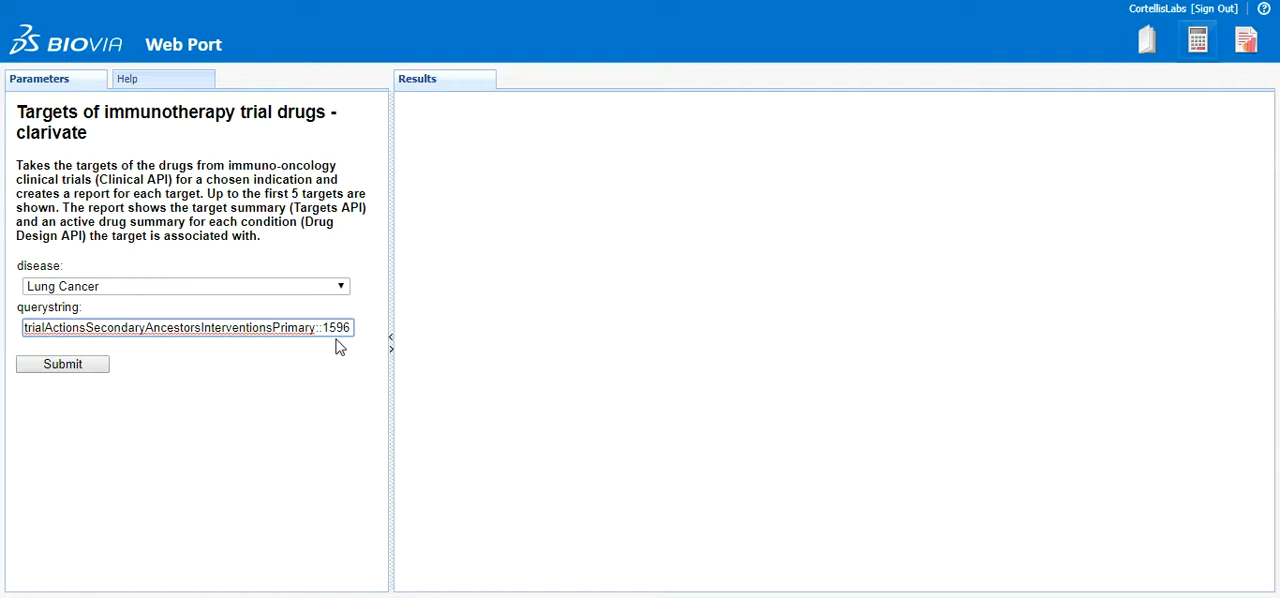 CortellisLabs [Sign Out]
BIOVIA Web Port
Parameters
Help
Results
Targets of immunotherapy trial drugs -
clarivate
Takes the targets of the drugs from immuno-oncology
clinical trials (Clinical API) for a chosen indication and
creates a report for each target. Up to the first 5 targets are
shown. The report shows the target summary (Targets API)
and an active drug summary for each condition (Drug
Design API) the target is associated with.
disease:
Lung Cancer
querystring:
trialActionsSecondaryAncestorsInterventionsPrimary::1596
Submit